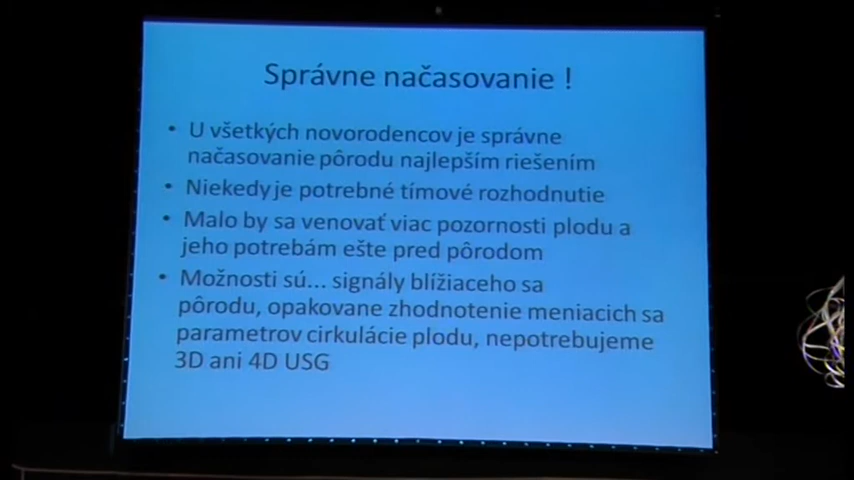 Správne načasovanie !
• U všetkých novorodencov je správne
načasovanie pôrodu najlepším riešením
• Niekedy je potrebné tímové rozhodnutie
• Malo by sa venovať viac pozornosti plodu a
jeho potrebám ešte pred pôrodom
• Možnosti sú... signály blížiaceho sa
pôrodu, opakovane zhodnotenie meniacich sa
parametrov cirkulácie plodu, nepotrebujeme
3D ani 4D USG